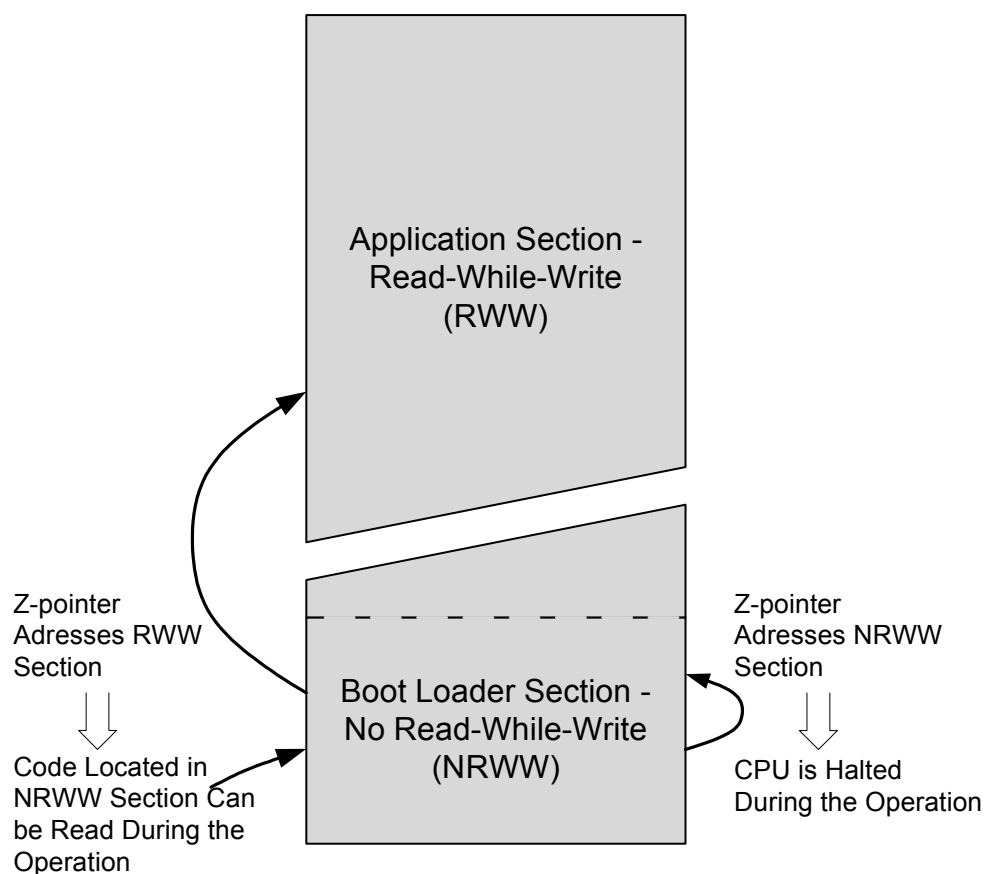 Application Section -
Read-While-Write
(RWW)
Z-pointer
Adresses RWW
Section
Code Located in
NRWW Section Can
be Read During the
Operation
Boot Loader Section -
No Read-While-Write
(NRWW)
Z-pointer
Adresses NRWW
Section
CPU is Halted
During the Operation